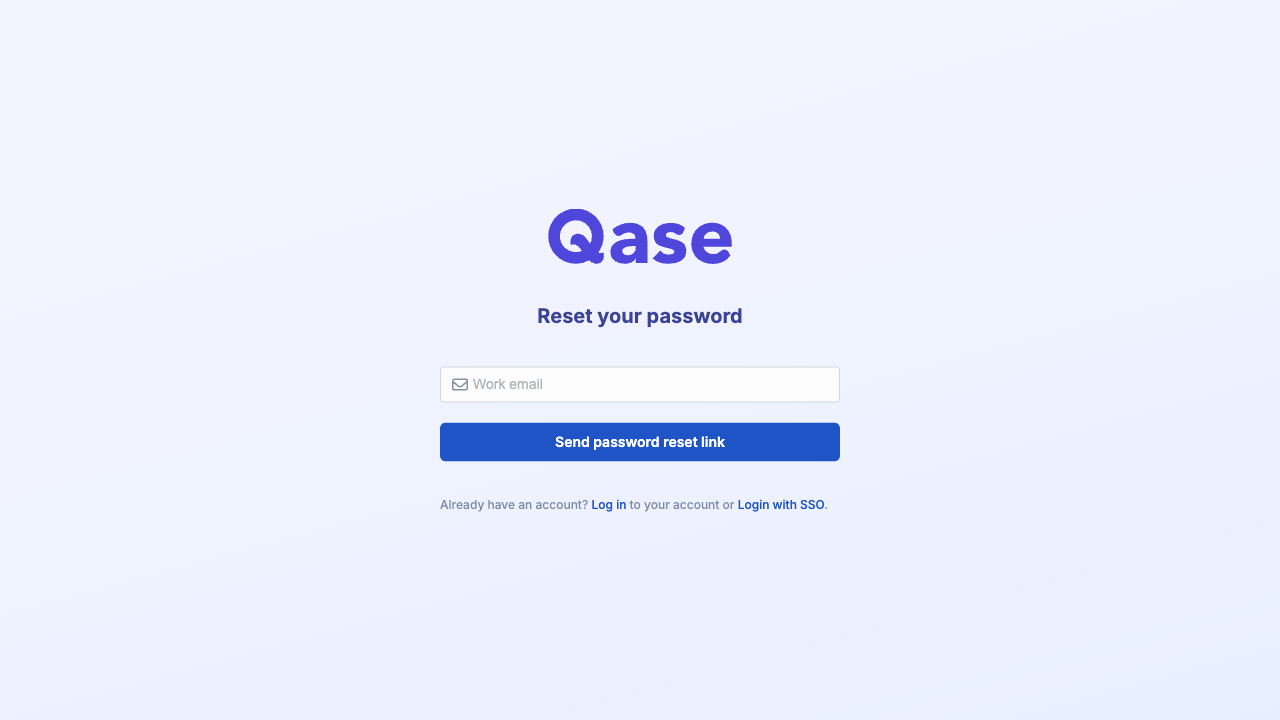 Qase
Reset your password
Work email
Send password reset link
Already have an account? Log in to your account or Login with SSO.